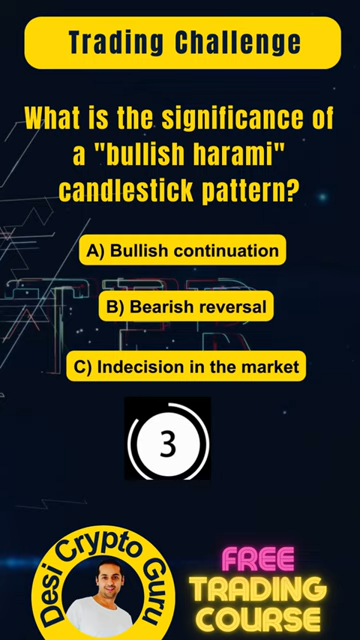 Trading Challenge
What is the significance of
a "bullish harami"
candlestick pattern?
A) Bullish continuation
B) Bearish reversal
C) Indecision in the market
3
Desi Crypto Guru
FREE
TRADING
COURSE